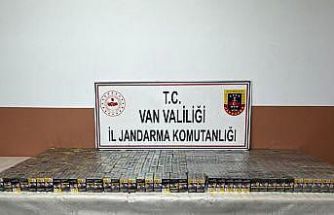 T.C.
VAN VALİLİĞİ
İL JANDARMA KOMUTANLIĞI